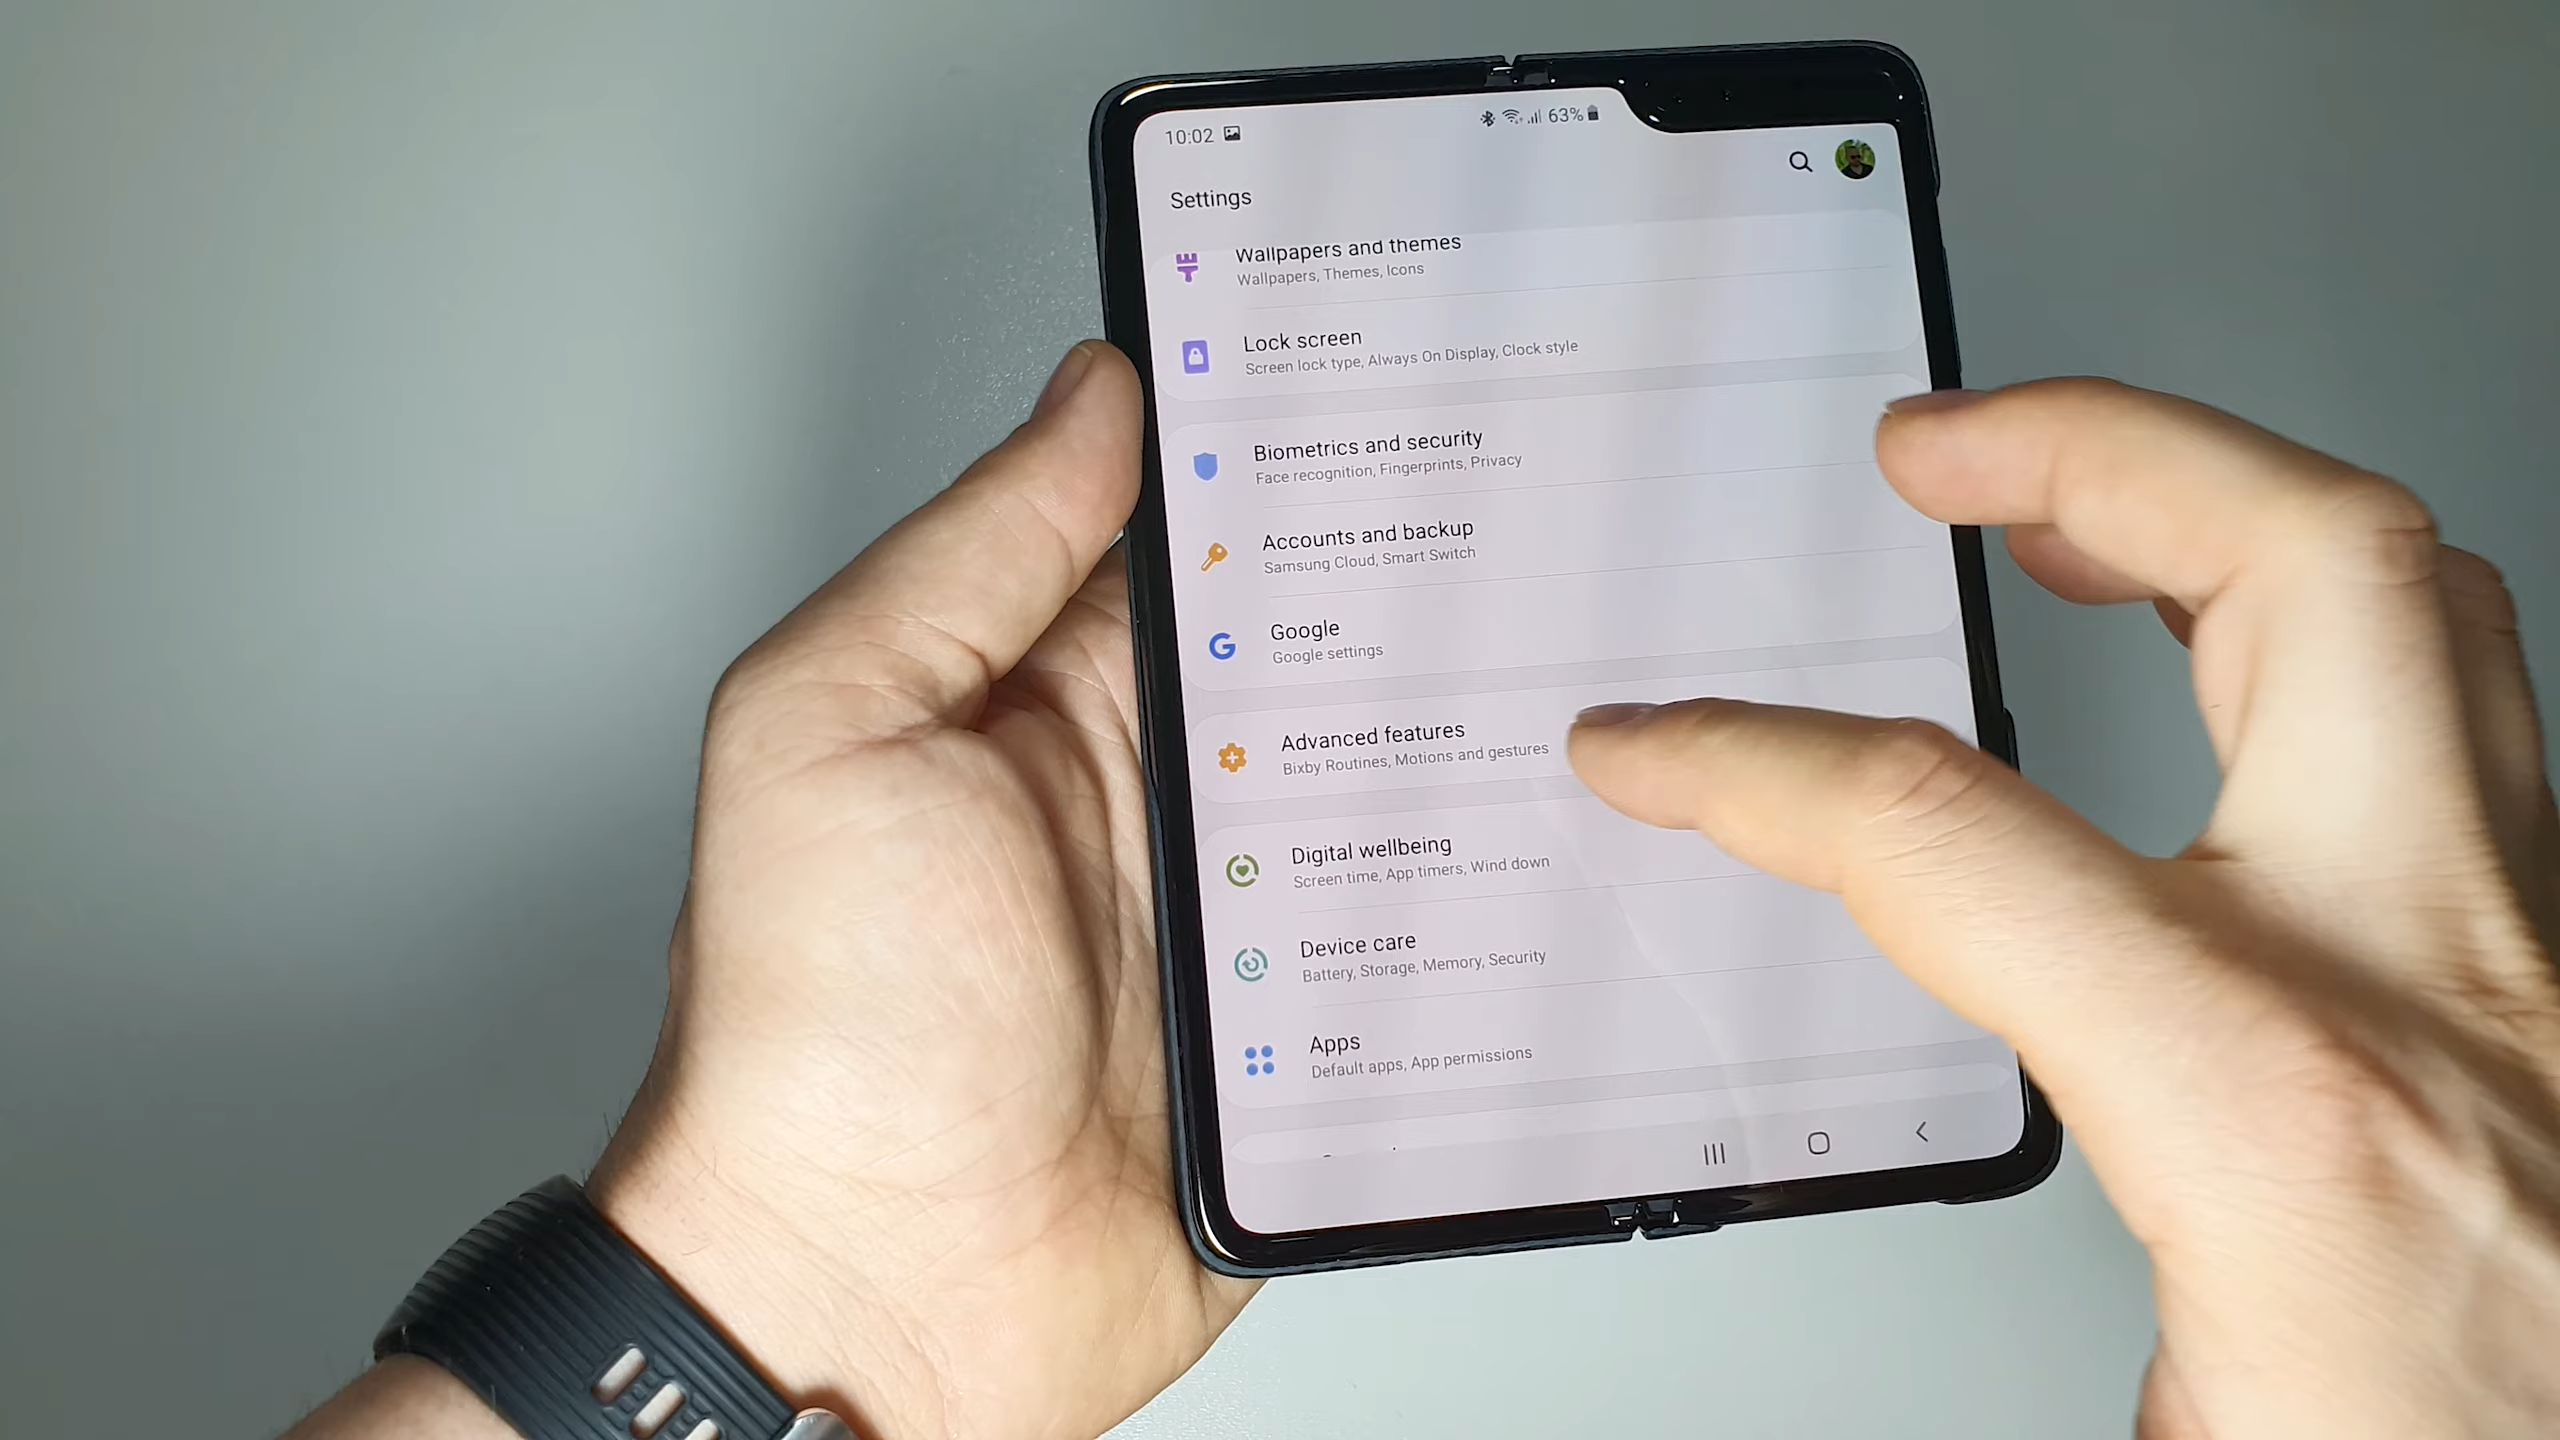 10:02 63%
Settings
Wallpapers and themes
Wallpapers, Themes, Icons
Lock screen
Screen lock type, Always On Display, Clock style
Biometrics and security
Face recognition, Fingerprints, Privacy
Accounts and backup
Samsung Cloud, Smart Switch
Google
Google settings
Advanced features
Bixby Routines, Motions and gestures
Digital wellbeing
Screen time, App timers, Wind down
Device care
Battery, Storage, Memory, Security
Apps
Default apps, App permissions